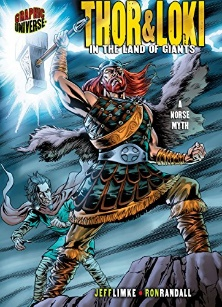 GRAPHIC
UNIVERSE
THOR & LOKI
IN THE LAND OF GIANTS
A
NORSE
MYTH
JEFF LIMKE • RON RANDALL